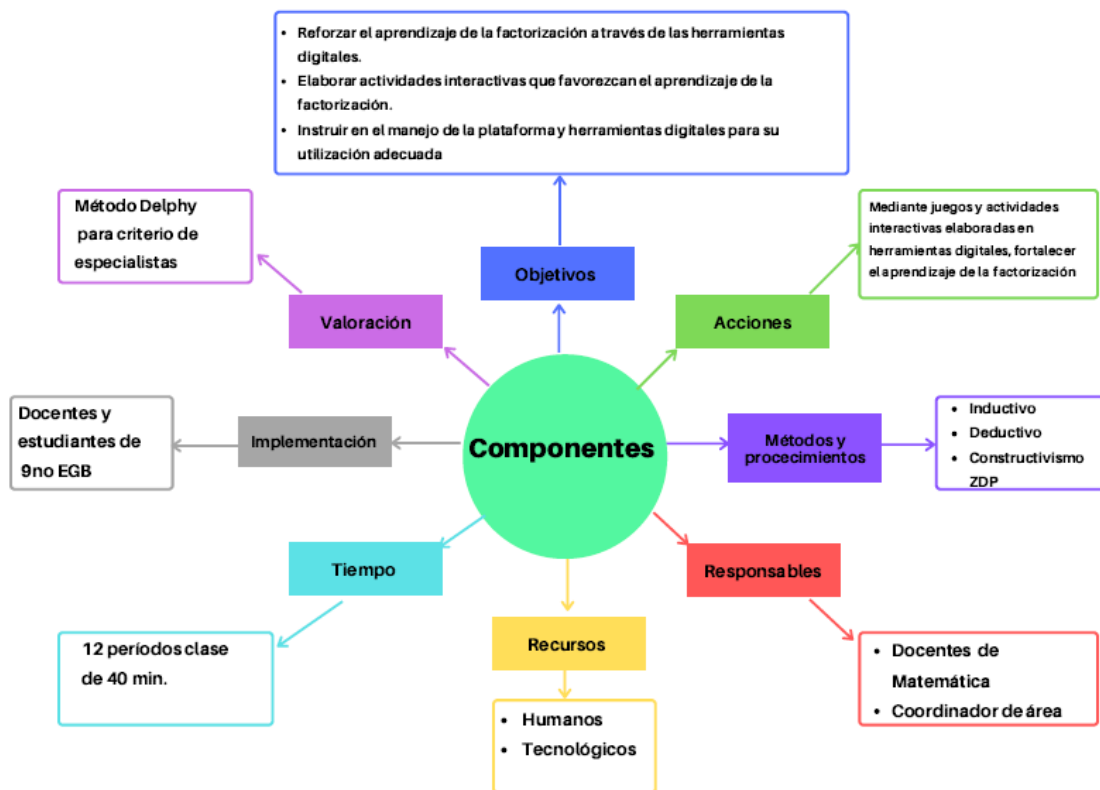 • Reforzar el aprendizaje de la factorización a través de las herramientas
digitales.
• Elaborar actividades interactivas que favorezcan el aprendizaje de la
factorización.
• Instruir en el manejo de la plataforma y herramientas digitales para su
utilización adecuada
Método Delphy
para criterio de
especialistas
Objetivos
Mediante juegos y actividades
interactivas elaboradas en
herramientas digitales, fortalecer
el aprendizaje de la factorización
Valoración
Acciones
Docentes y
estudiantes de
9no EGB
Implementación
Componentes
Métodos y
procecimientos
• Inductivo
• Deductivo
• Constructivismo
ZDP
Tiempo
Responsables
12 períodos clase
de 40 min.
Recursos
• Docentes de
Matemática
• Coordinador de área
• Humanos
• Tecnológicos